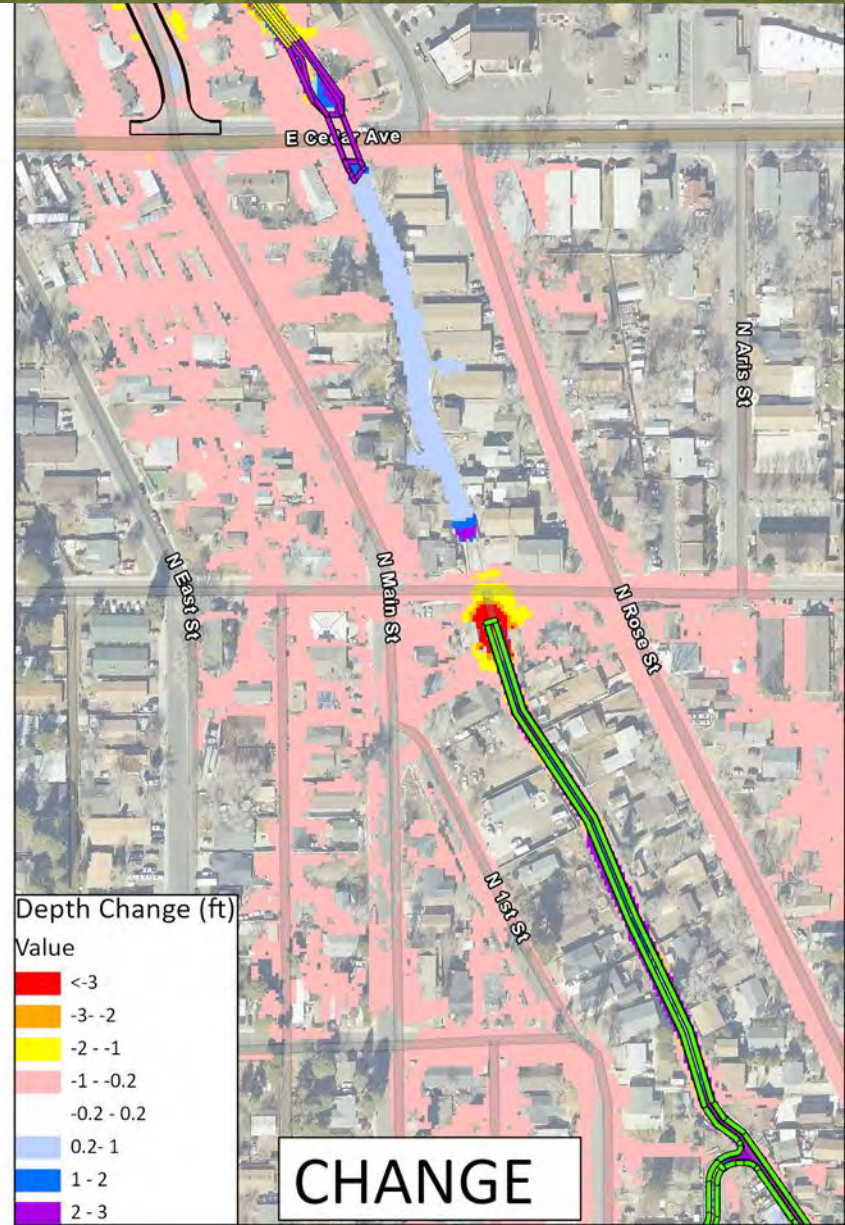 E Cedar Ave
N Aris St
N East St
N Main St
N Rose St
N 1st St
Depth Change (ft)
Value
<-3
-3- -2
-2 - -1
-1 - -0.2
-0.2 - 0.2
0.2- 1
1 - 2
2 - 3
CHANGE